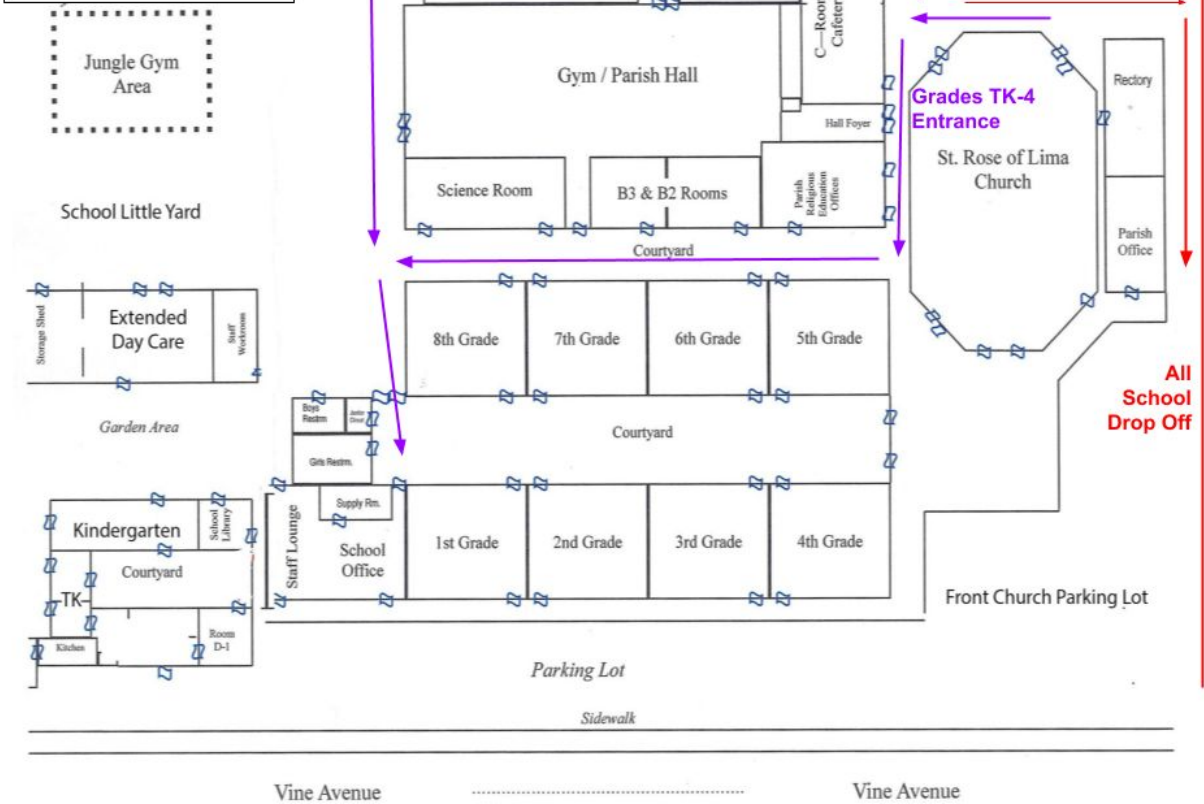 C—Room
Cafeter
Jungle Gym
Area
Gym / Parish Hall
Rectory
Grades TK-4
Entrance
Hall Foyer
St. Rose of Lima
Church
Science Room
B3 & B2 Rooms
Parish
Religious
Education
Offices
School Little Yard
Parish
Office
Courtyard
Storage Shed
Extended
Day Care
Staff
Workroom
8th Grade
7th Grade
6th Grade
5th Grade
All
School
Drop Off
Boys
Restrm
Garden Area
Courtyard
Girls Restrm.
Supply Rm.
Kindergarten
School
Library
Staff Lounge
School
Office
1st Grade
2nd Grade
3rd Grade
4th Grade
Courtyard
TK
Front Church Parking Lot
Room
D-1
Kitchen
Parking Lot
Sidewalk
Vine Avenue
Vine Avenue